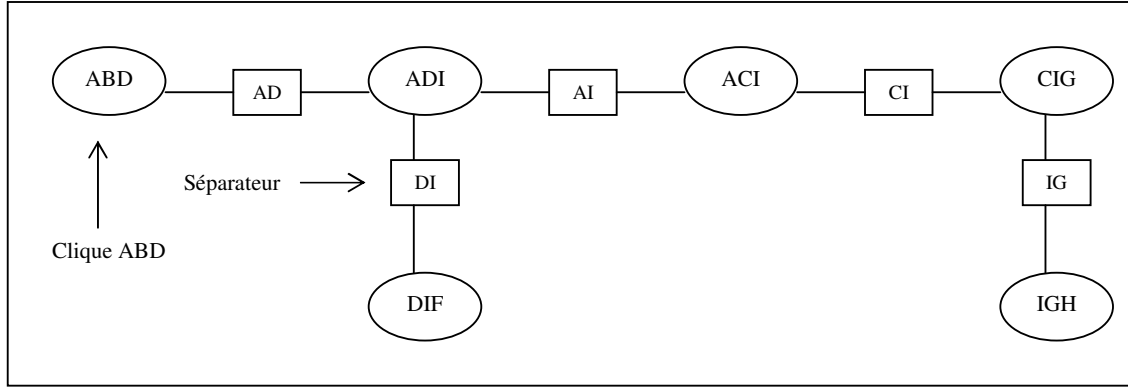 ABD
AD
ADI
AI
ACI
CI
CIG
Séparateur
DI
IG
Clique ABD
DIF
IGH